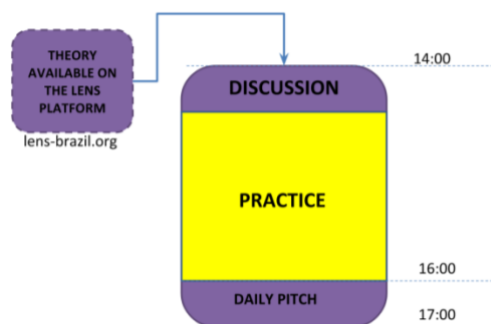 THEORY
AVAILABLE ON
THE LENS
PLATFORM
lens-brazil.org
14:00
DISCUSSION
PRACTICE
16:00
DAILY PITCH
17:00